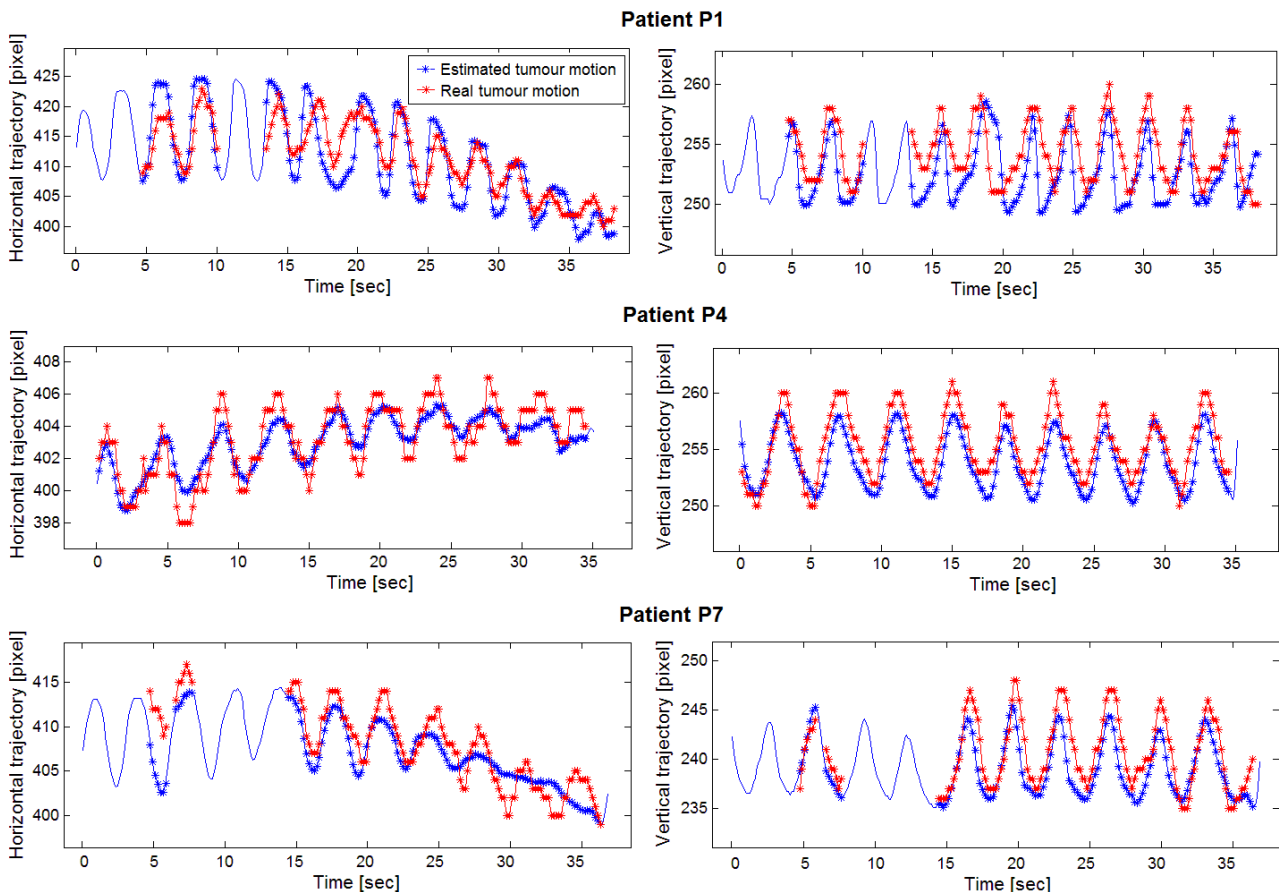 Patient P1
Horizontal trajectory [pixel]
425
420
415
410
405
400
0 5 10 15 20 25 30 35
Time [sec]
Estimated tumour motion
Real tumour motion
Vertical trajectory [pixel]
260
255
250
0 5 10 15 20 25 30 35
Time [sec]
Patient P4
Horizontal trajectory [pixel]
408
406
404
402
400
398
0 5 10 15 20 25 30 35
Time [sec]
Vertical trajectory [pixel]
260
255
250
0 5 10 15 20 25 30 35
Time [sec]
Patient P7
Horizontal trajectory [pixel]
415
410
405
400
0 5 10 15 20 25 30 35
Time [sec]
Vertical trajectory [pixel]
250
245
240
235
0 5 10 15 20 25 30 35
Time [sec]